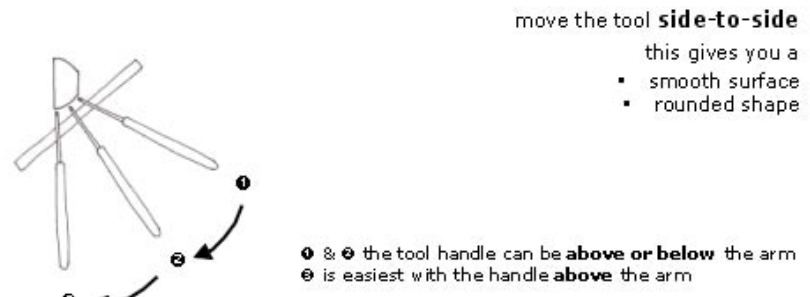 move the tool side-to-side
this gives you a
▪ smooth surface
▪ rounded shape
❶
❷
❶ & ❷ the tool handle can be above or below the arm
❸ is easiest with the handle above the arm